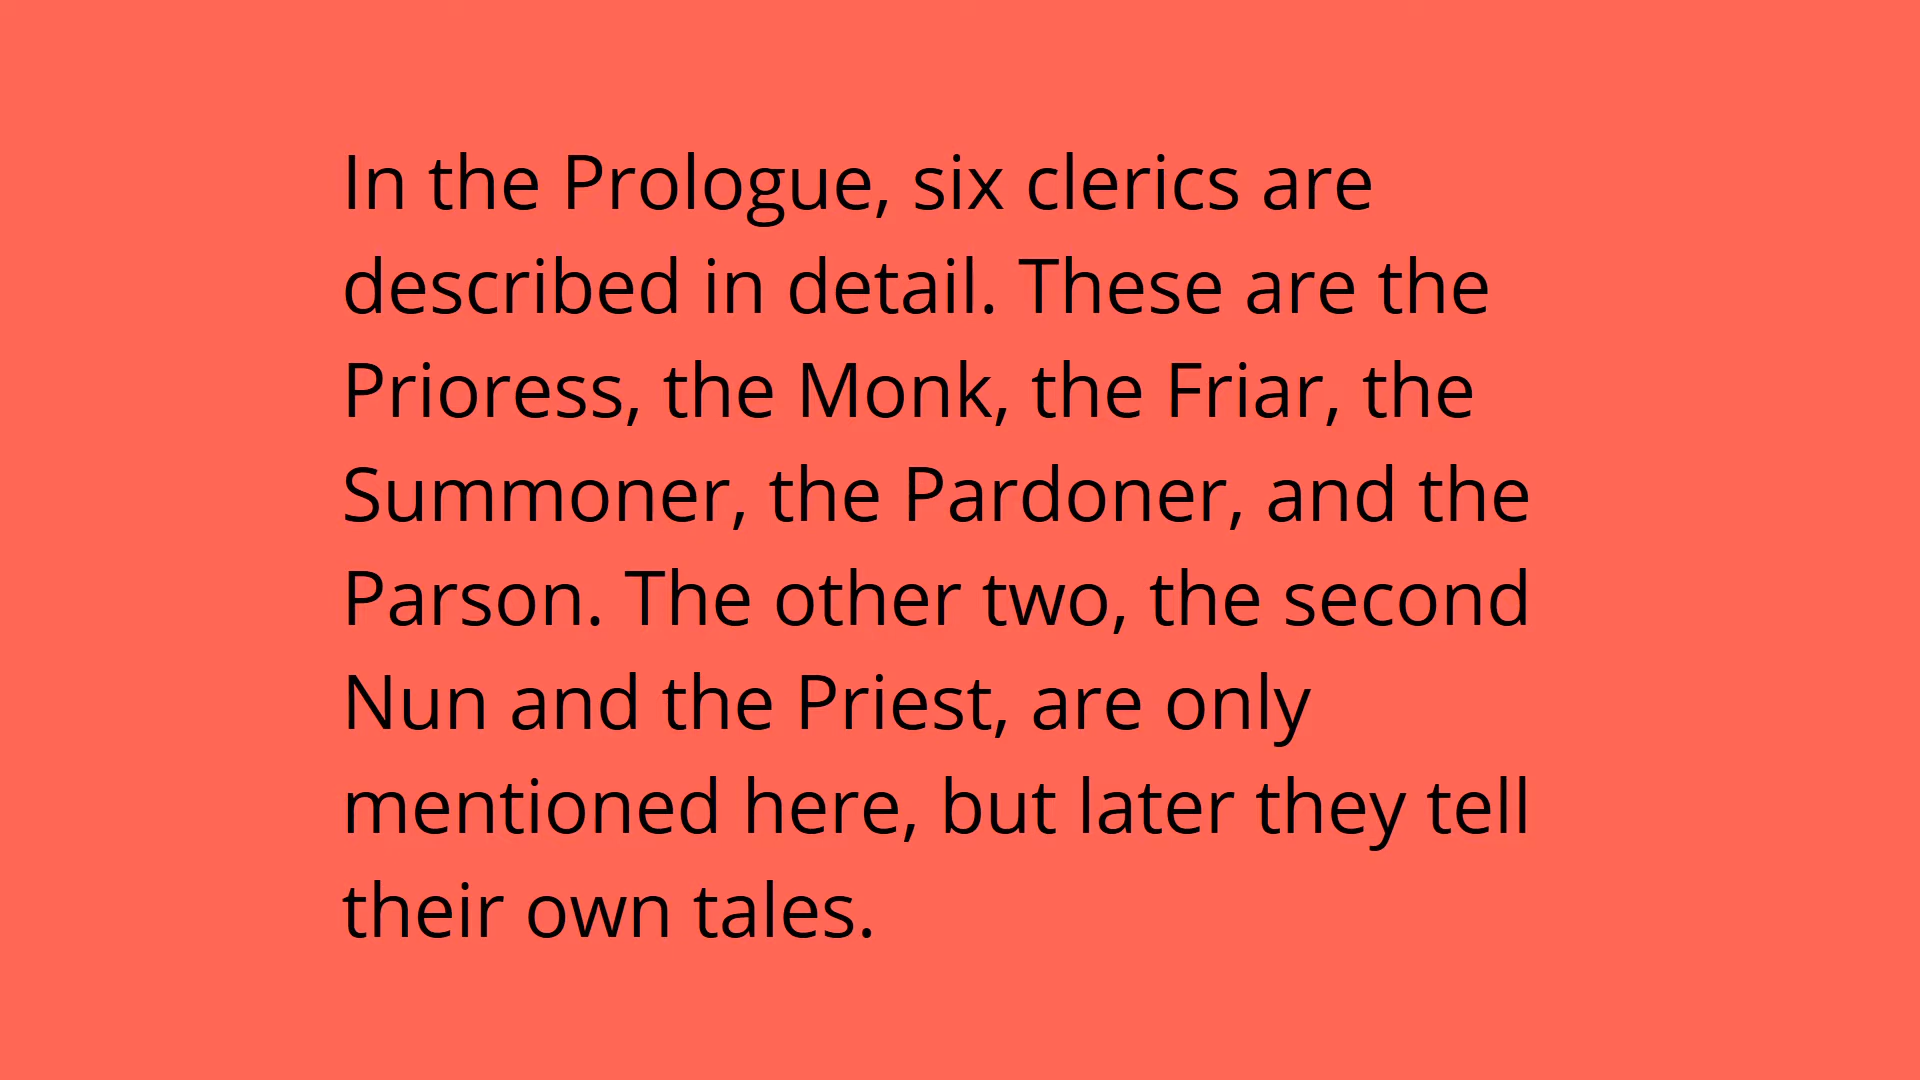 In the Prologue, six clerics are
described in detail. These are the
Prioress, the Monk, the Friar, the
Summoner, the Pardoner, and the
Parson. The other two, the second
Nun and the Priest, are only
mentioned here, but later they tell
their own tales.